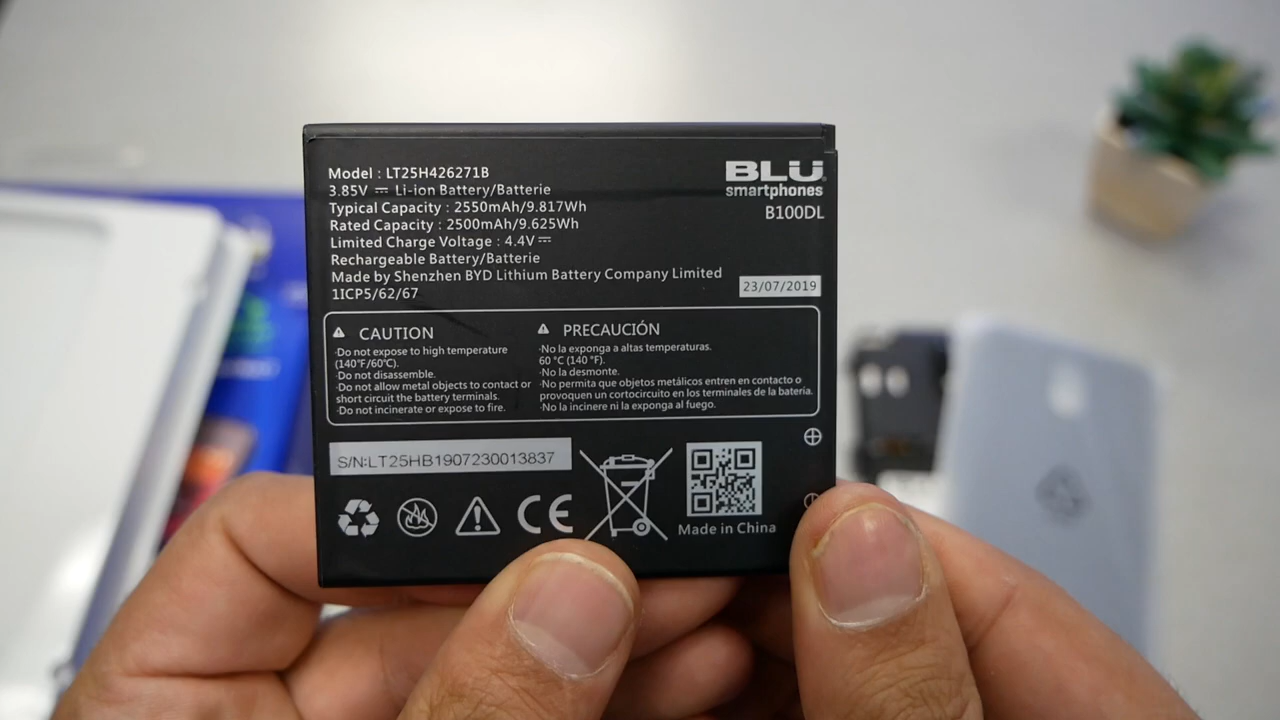 Model : LT25H426271B
3.85V ⎓ Li-ion Battery/Batterie
Typical Capacity : 2550mAh/9.817Wh
Rated Capacity : 2500mAh/9.625Wh
Limited Charge Voltage : 4.4V⎓
Rechargeable Battery/Batterie
Made by Shenzhen BYD Lithium Battery Company Limited
1ICP5/62/67
BLU®
smartphones
B100DL
23/07/2019
CAUTION
·Do not expose to high temperature
(140°F/60°C).
·Do not disassemble.
·Do not allow metal objects to contact or
short circuit the battery terminals.
·Do not incinerate or expose to fire.
PRECAUCIÓN
·No la exponga a altas temperaturas.
60 °C (140 °F).
·No la desmonte.
·No permita que objetos metálicos entren en contacto o
provoquen un cortocircuito en los terminales de la batería.
·No la incinere ni la exponga al fuego.
S/N:LT25HB1907230013837
CE
Made in China